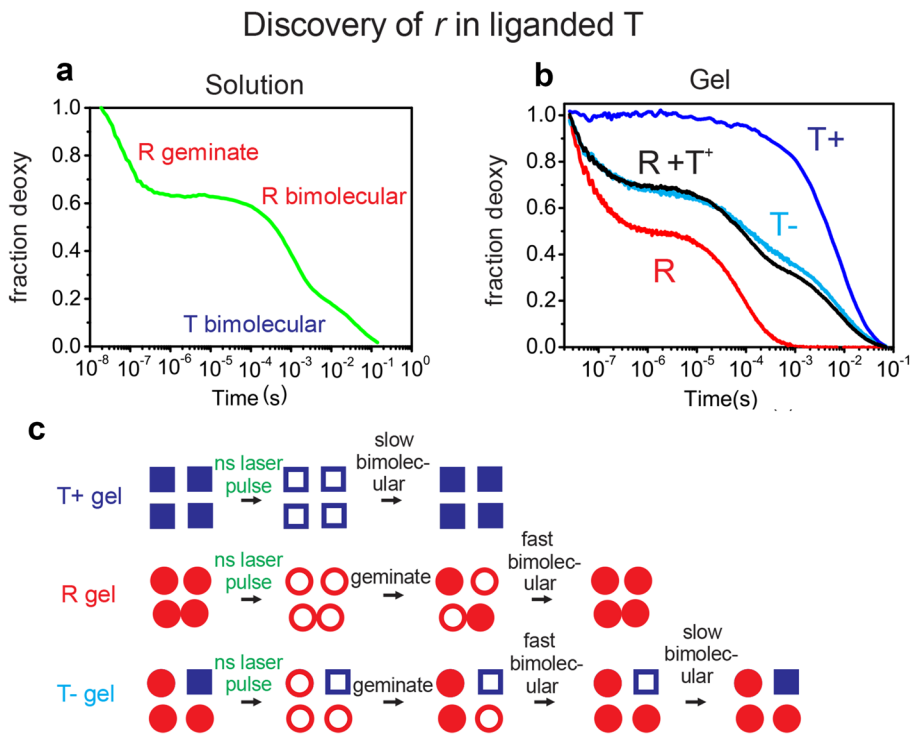 Discovery of r in liganded T
a
Solution
fraction deoxy
1.0
0.8
0.6
0.4
0.2
0.0
R geminate
R bimolecular
T bimolecular
10-8
10-7
10-6
10-5
10-4
10-3
10-2
10-1
100
Time (s)
b
Gel
fraction deoxy
1.0
0.8
0.6
0.4
0.2
0.0
T+
R +T+
T-
R
10-7
10-6
10-5
10-4
10-3
10-2
10-1
Time(s)
c
T+ gel
ns laser
pulse
slow
bimolec-
ular
R gel
ns laser
pulse
geminate
fast
bimolec-
ular
T- gel
ns laser
pulse
geminate
fast
bimolec-
ular
slow
bimolec-
ular